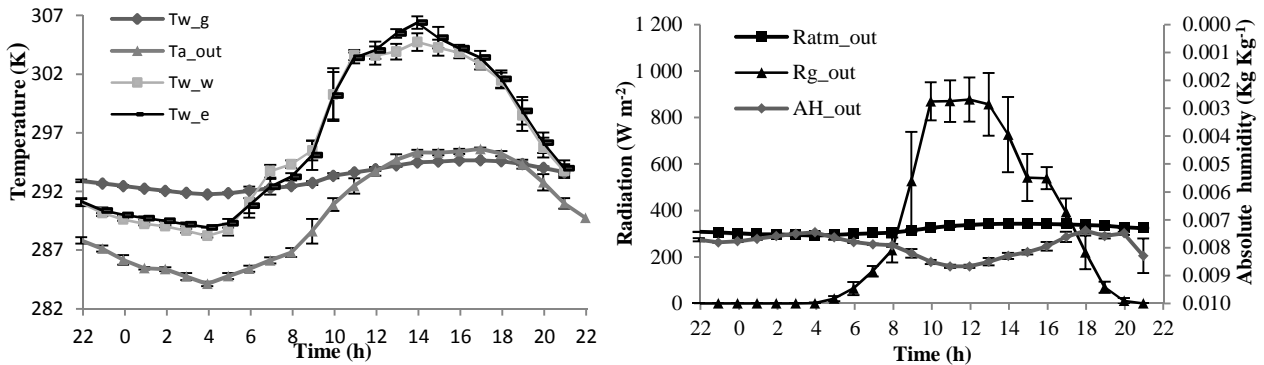 Temperature (K)
307
302
297
292
287
282
Tw_g
Ta_out
Tw_w
Tw_e
22 0 2 4 6 8 10 12 14 16 18 20 22
Time (h)
Radiation (W m-2)
1 200
1 000
800
600
400
200
0
Ratm_out
Rg_out
AH_out
0.000
0.001
0.002
0.003
0.004
0.005
0.006
0.007
0.008
0.009
0.010
Absolute humidity (Kg Kg-1)
22 0 2 4 6 8 10 12 14 16 18 20 22
Time (h)